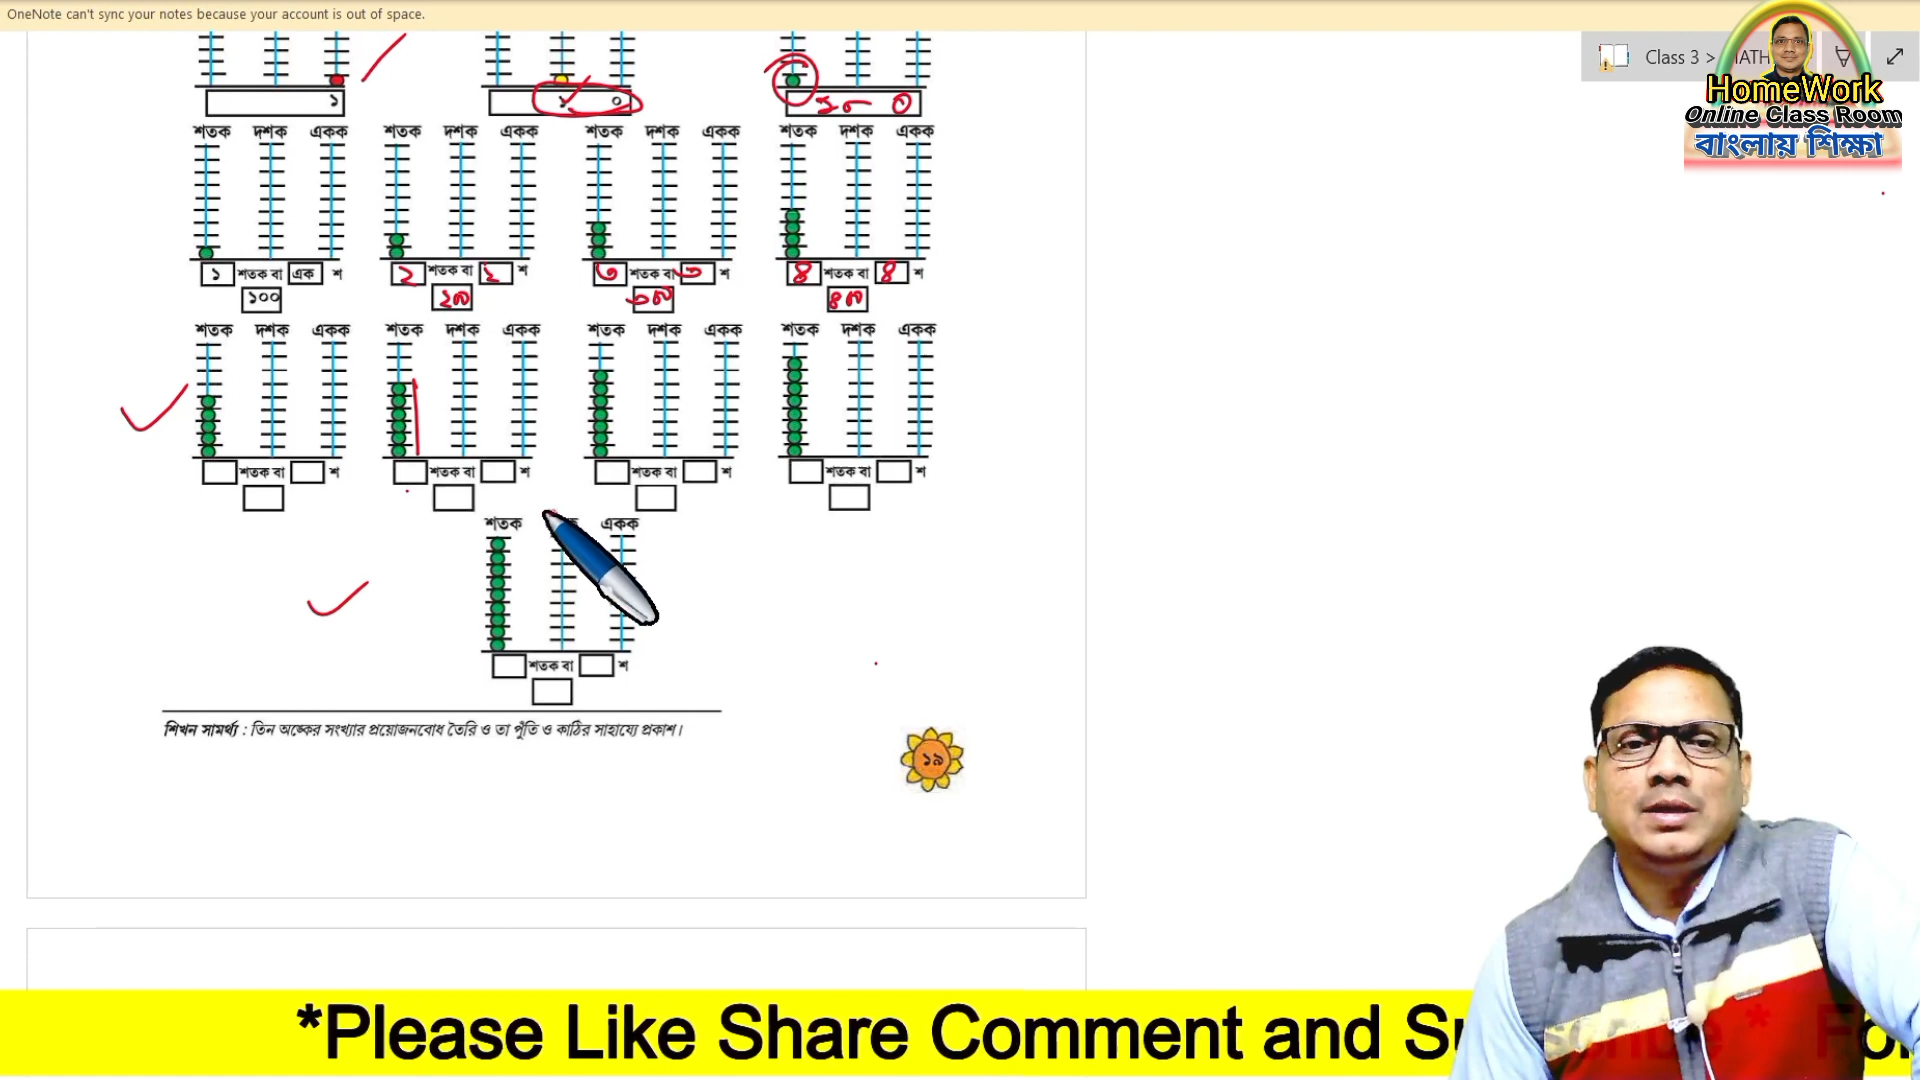 OneNote can't sync your notes because your account is out of space.
Class 3 >
HomeWork
Online Class Room
বাংলায় শিক্ষা
১
১ ০
শতক দশক একক শতক দশক একক শতক দশক একক শতক দশক একক
১ শতক বা এক শ ২ শতক বা ২ শ ৩ শতক বা ৩ শ ৪ শতক বা ৪ শ
১০০ ২০০ ৩০০ ৪০০
শতক দশক একক শতক দশক একক শতক দশক একক শতক দশক একক
শতক বা শ শতক বা শ শতক বা শ শতক বা শ
শতক একক
শতক বা শ
শিখন সামর্থ্য : তিন অঙ্কের সংখ্যার প্রয়োজনবোধ তৈরি ও তা পুঁতি ও কাঠির সাহায্যে প্রকাশ।
১৯
*Please Like Share Comment and